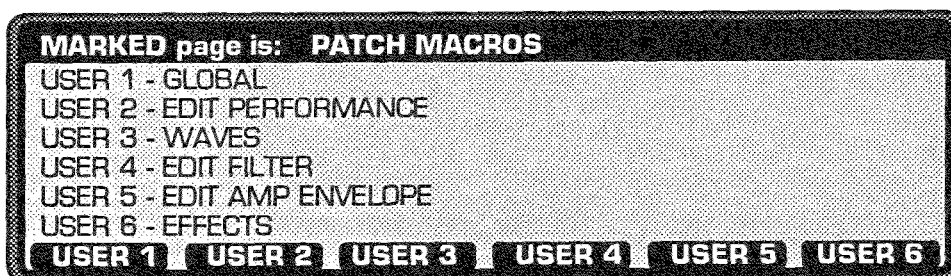 MARKED page is: PATCH MACROS
USER 1 - GLOBAL
USER 2 - EDIT PERFORMANCE
USER 3 - WAVES
USER 4 - EDIT FILTER
USER 5 - EDIT AMP ENVELOPE
USER 6 - EFFECTS
USER 1 USER 2 USER 3 USER 4 USER 5 USER 6